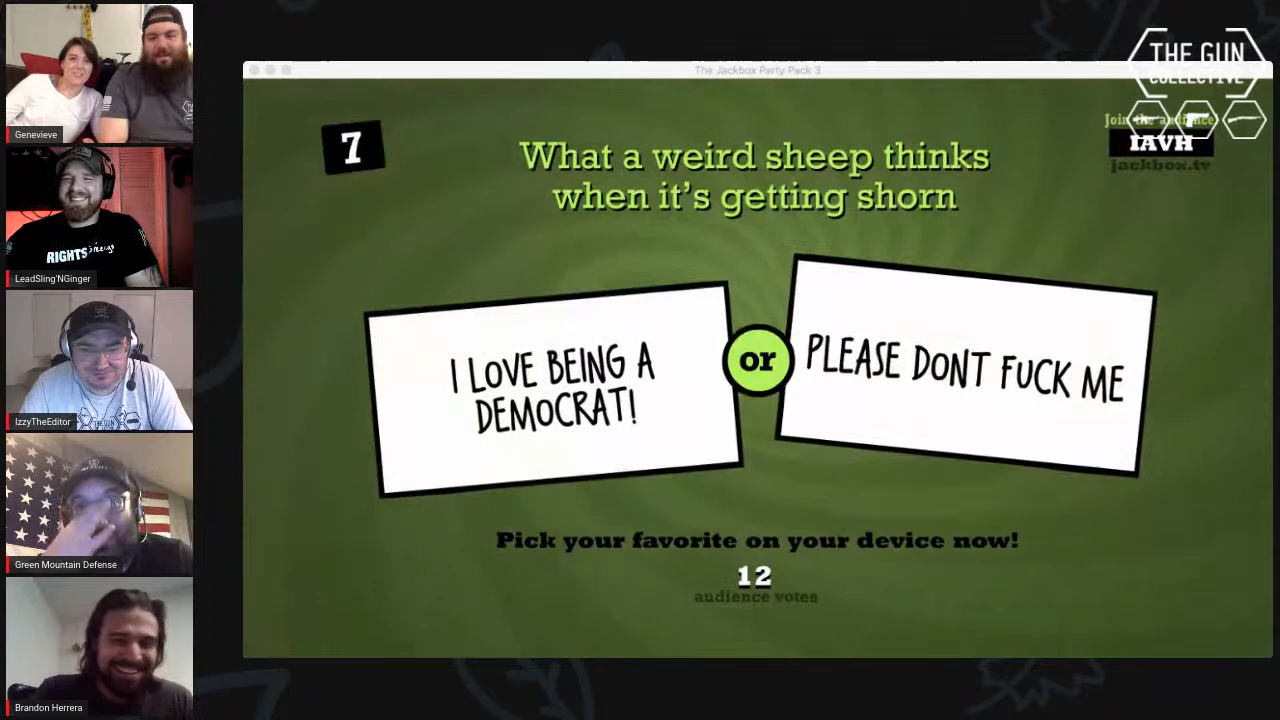 THE GUN
COLLECTIVE
Genevieve
RIGHTS
LeadSling'NGinger
IzzyTheEditor
Green Mountain Defense
Brandon Herrera
The Jackbox Party Pack 3
7
What a weird sheep thinks
when it's getting shorn
Join the audience
IAVH
jackbox.tv
I LOVE BEING A
DEMOCRAT!
or
PLEASE DONT FUCK ME
Pick your favorite on your device now!
12
audience votes